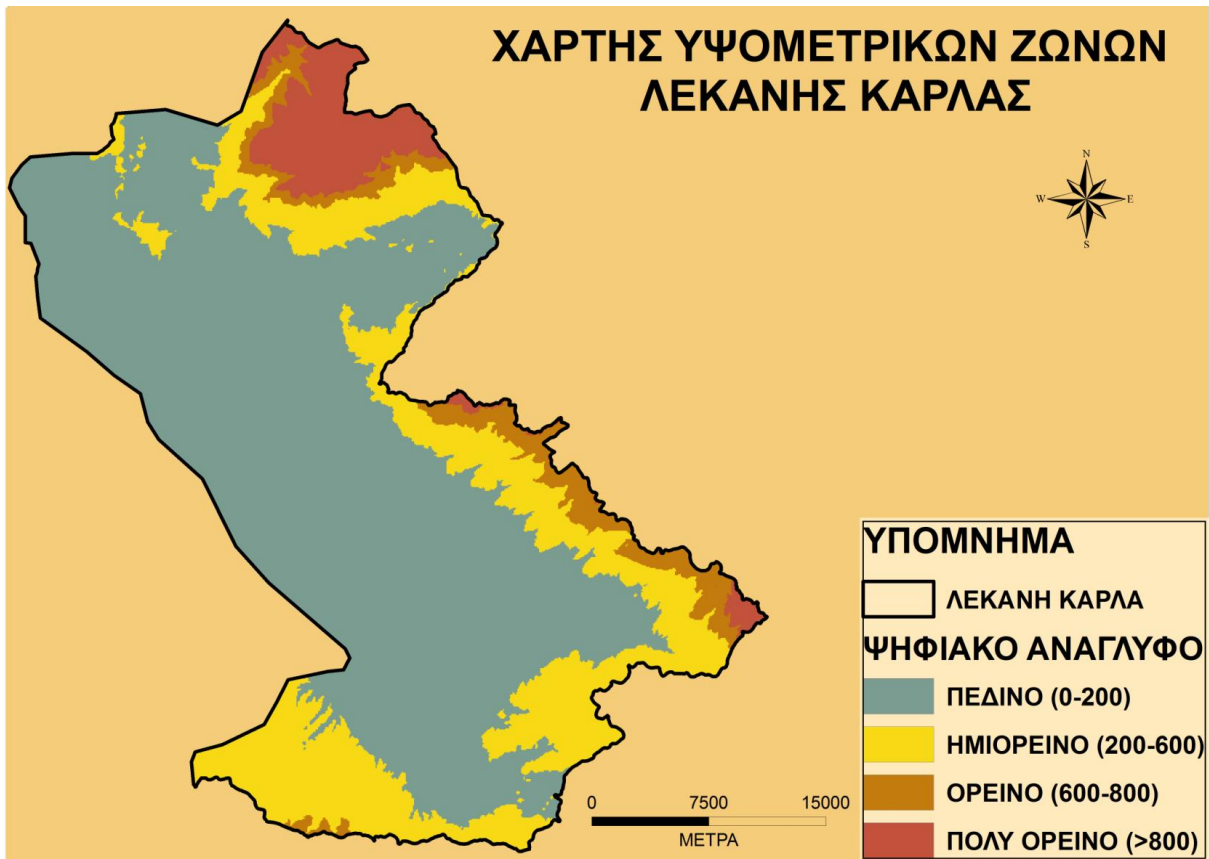 ΧΑΡΤΗΣ ΥΨΟΜΕΤΡΙΚΩΝ ΖΩΝΩΝ
ΛΕΚΑΝΗΣ ΚΑΡΛΑΣ
N
W E
S
ΥΠΟΜΝΗΜΑ
ΛΕΚΑΝΗ ΚΑΡΛΑ
ΨΗΦΙΑΚΟ ΑΝΑΓΛΥΦΟ
ΠΕΔΙΝΟ (0-200)
ΗΜΙΟΡΕΙΝΟ (200-600)
ΟΡΕΙΝΟ (600-800)
ΠΟΛΥ ΟΡΕΙΝΟ (>800)
0 7500 15000
ΜΕΤΡΑ